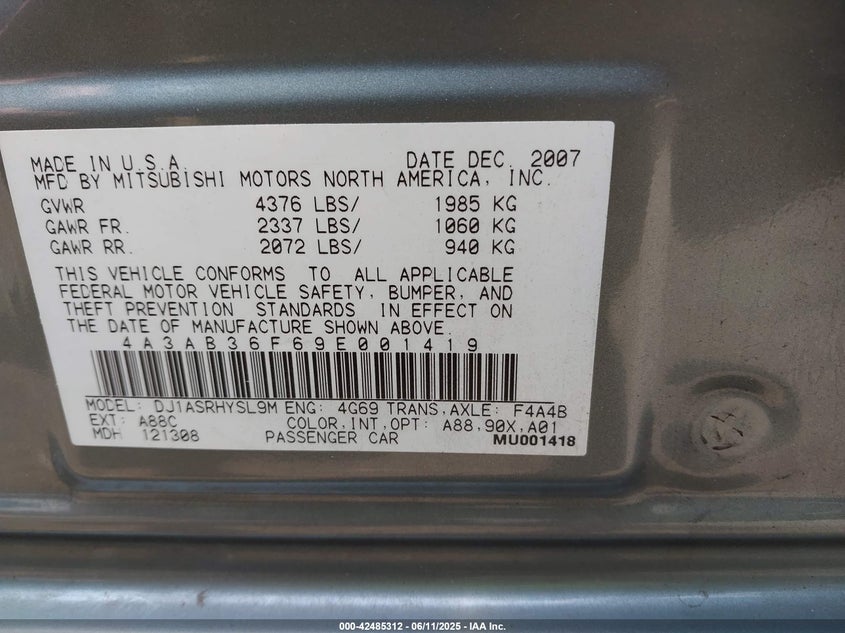 MADE IN U.S.A. DATE DEC. 2007
MFD BY MITSUBISHI MOTORS NORTH AMERICA, INC.
GVWR 4376 LBS/ 1985 KG
GAWR FR. 2337 LBS/ 1060 KG
GAWR RR. 2072 LBS/ 940 KG
THIS VEHICLE CONFORMS TO ALL APPLICABLE
FEDERAL MOTOR VEHICLE SAFETY, BUMPER, AND
THEFT PREVENTION STANDARDS IN EFFECT ON
THE DATE OF MANUFACTURE SHOWN ABOVE.
4A3AB36F69E001419
MODEL: DJ1ASRHYSL9M ENG: 4G69 TRANS,AXLE: F4A4B
EXT: A88C COLOR,INT,OPT: A88,90X,A01
MDH 121308 PASSENGER CAR MU001418
000-42485312 - 06/11/2025 - IAA Inc.